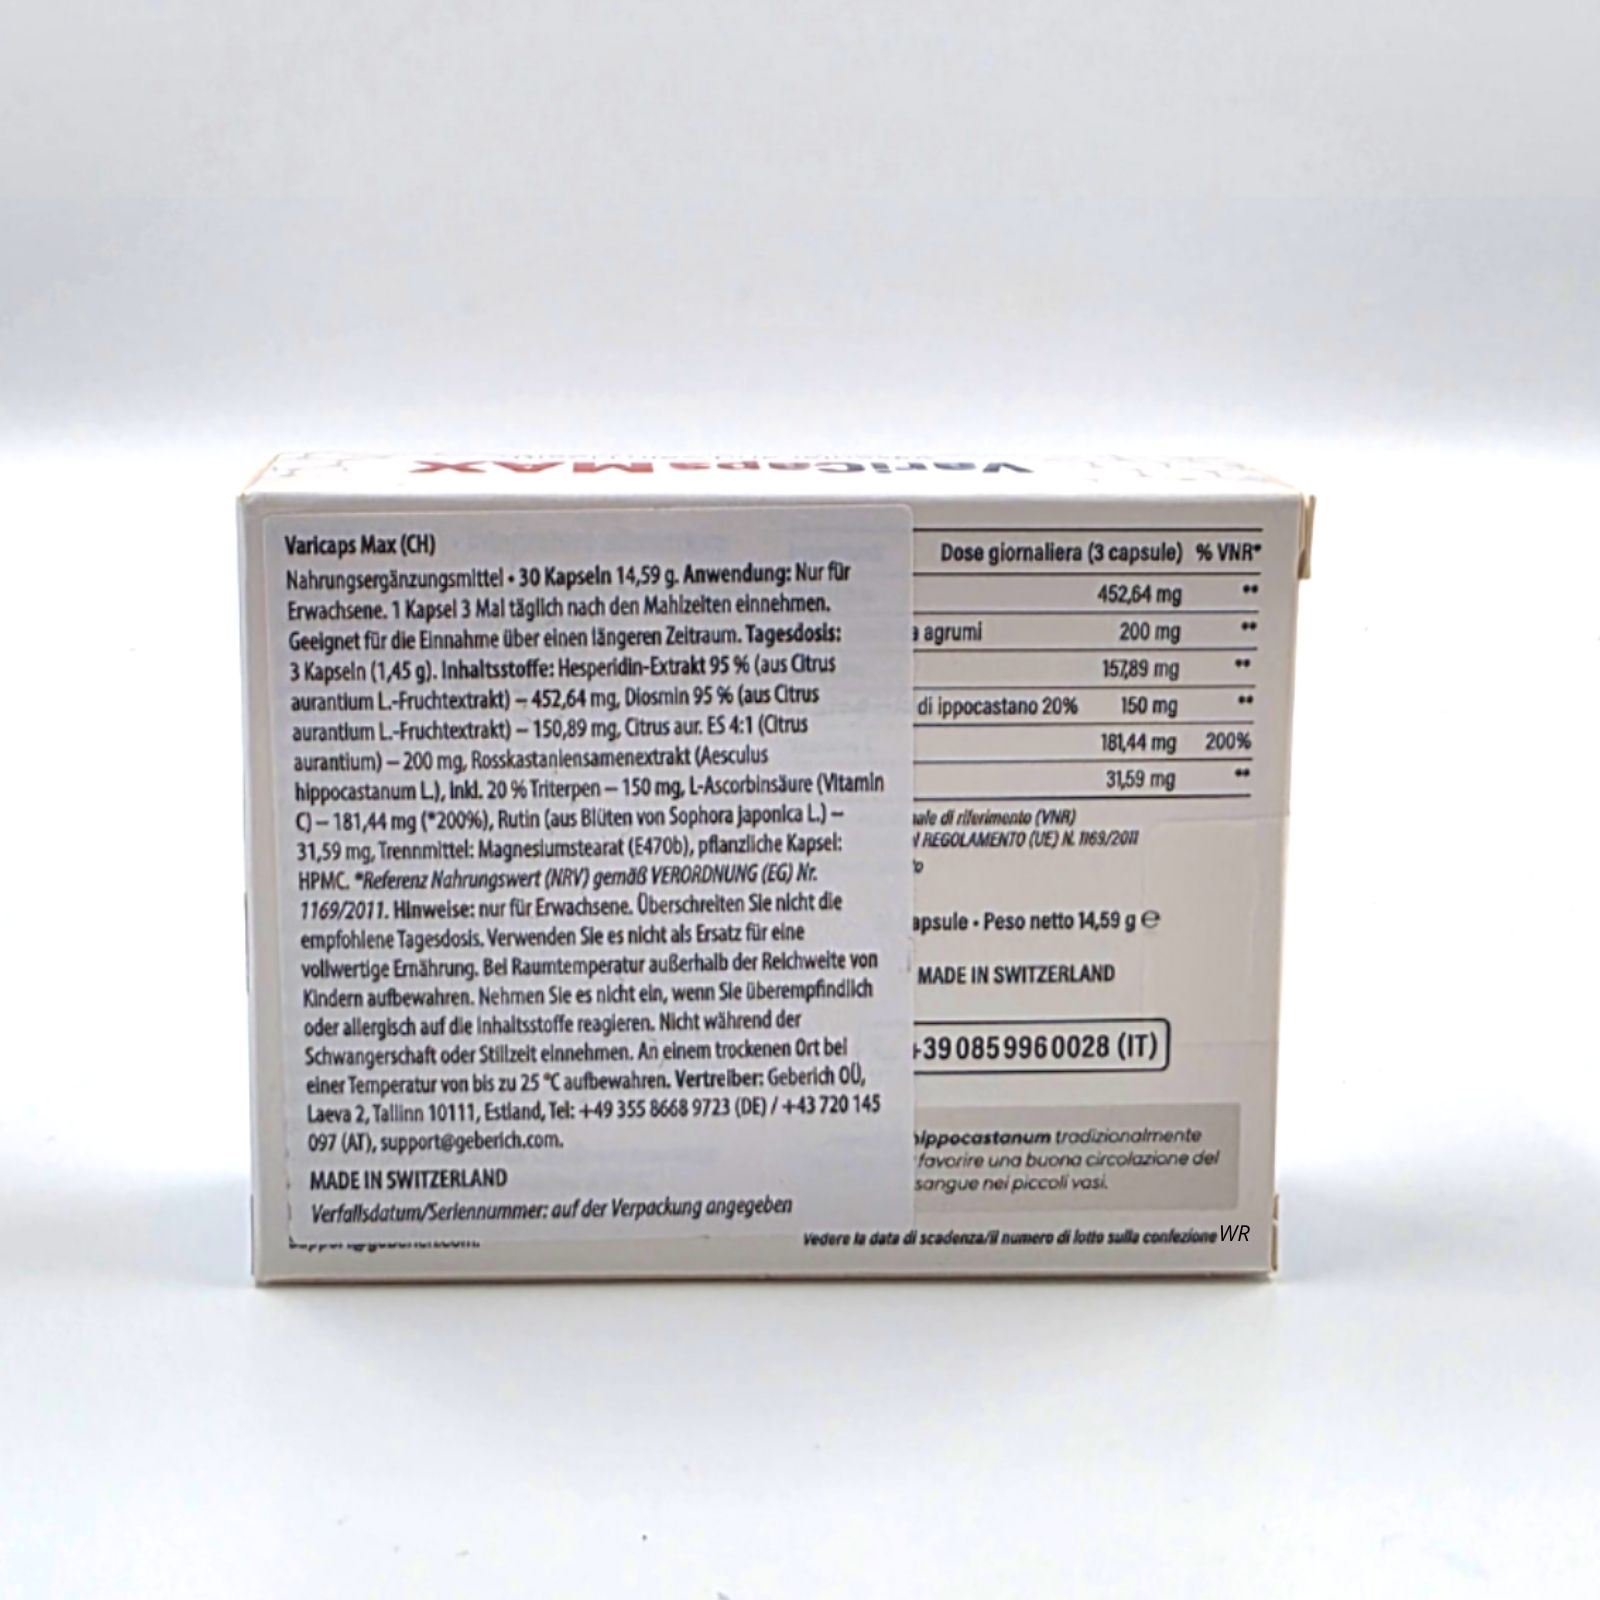 VariCaps MAX
Varicaps Max (CH)
Nahrungsergänzungsmittel • 30 Kapseln 14,59 g. Anwendung: Nur für
Erwachsene. 1 Kapsel 3 Mal täglich nach den Mahlzeiten einnehmen.
Geeignet für die Einnahme über einen längeren Zeitraum. Tagesdosis:
3 Kapseln (1,45 g). Inhaltsstoffe: Hesperidin-Extrakt 95 % (aus Citrus
aurantium L.-Fruchtextrakt) – 452,64 mg, Diosmin 95 % (aus Citrus
aurantium L.-Fruchtextrakt) – 150,89 mg, Citrus aur. ES 4:1 (Citrus
aurantium) – 200 mg, Rosskastaniensamenextrakt (Aesculus
hippocastanum L.), inkl. 20 % Triterpen – 150 mg, L-Ascorbinsäure (Vitamin
C) – 181,44 mg (*200%), Rutin (aus Blüten von Sophora japonica L.) –
31,59 mg, Trennmittel: Magnesiumstearat (E470b), pflanzliche Kapsel:
HPMC. *Referenz Nahrungswert (NRV) gemäß VERORDNUNG (EG) Nr.
1169/2011. Hinweise: nur für Erwachsene. Überschreiten Sie nicht die
empfohlene Tagesdosis. Verwenden Sie es nicht als Ersatz für eine
vollwertige Ernährung. Bei Raumtemperatur außerhalb der Reichweite von
Kindern aufbewahren. Nehmen Sie es nicht ein, wenn Sie überempfindlich
oder allergisch auf die Inhaltsstoffe reagieren. Nicht während der
Schwangerschaft oder Stillzeit einnehmen. An einem trockenen Ort bei
einer Temperatur von bis zu 25 °C aufbewahren. Vertreiber: Geberich OÜ,
Laeva 2, Tallinn 10111, Estland, Tel: +49 355 8668 9723 (DE) / +43 720 145
097 (AT), support@geberich.com.
MADE IN SWITZERLAND
Verfallsdatum/Seriennummer: auf der Verpackung angegeben
Dose giornaliera (3 capsule) % VNR*
452,64 mg **
a agrumi 200 mg **
157,89 mg **
di ippocastano 20% 150 mg **
181,44 mg 200%
31,59 mg **
nale di riferimento (VNR)
REGOLAMENTO (UE) N. 1169/2011
apsule • Peso netto 14,59 g ℮
MADE IN SWITZERLAND
+390859960028 (IT)
hippocastanum tradizionalmente
favorire una buona circolazione del
sangue nei piccoli vasi.
Vedere la data di scadenza/il numero di lotto sulla confezione WR